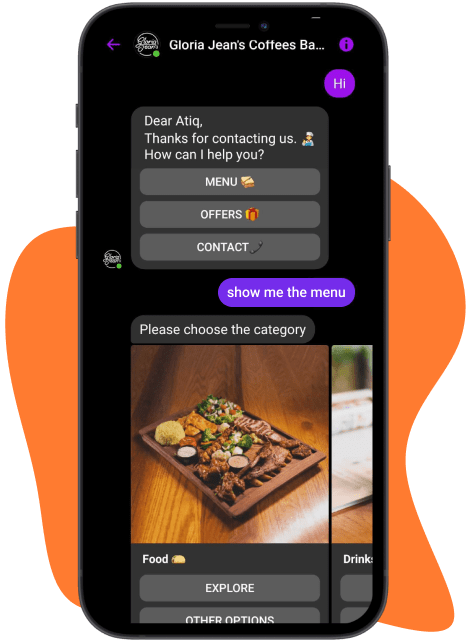 Gloria Jean's Coffees Ba...
Hi
Dear Atiq,
Thanks for contacting us. 👨‍🍳
How can I help you?
MENU 🥪
OFFERS 🎁
CONTACT 📞
show me the menu
Please choose the category
Food 🌮
Drinks
EXPLORE
OTHER OPTIONS